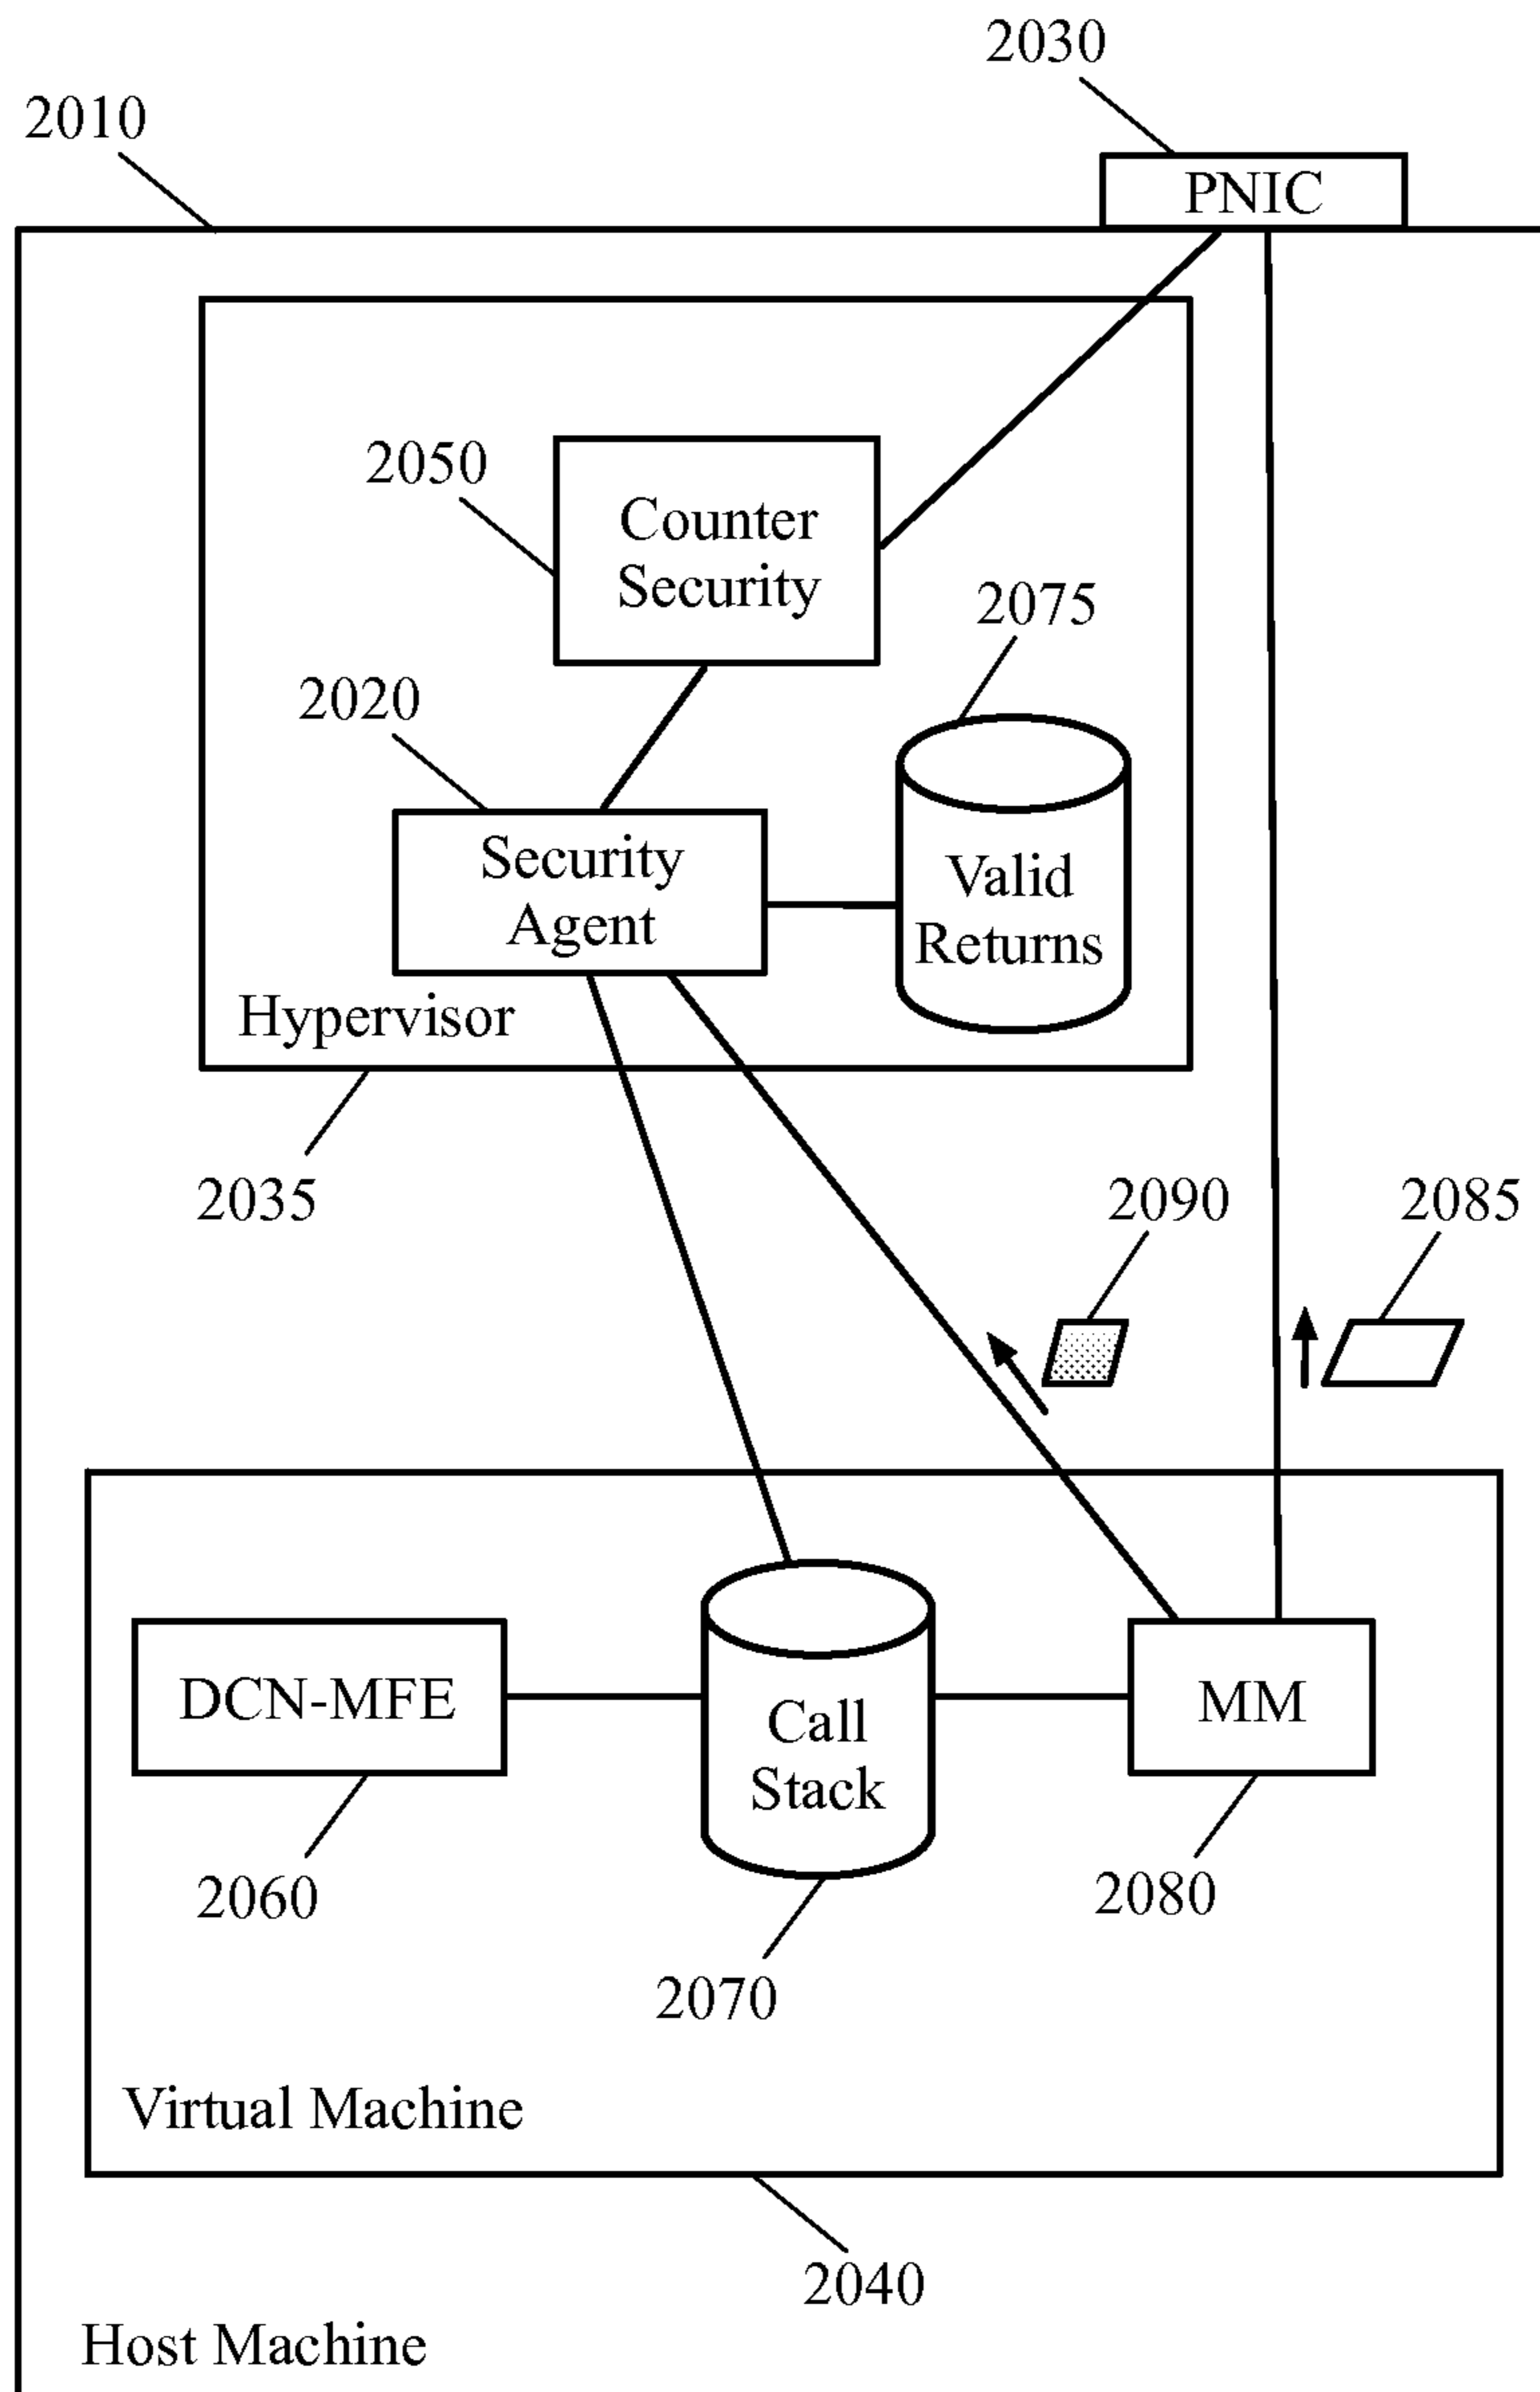 2030
2010
PNIC
2050
Counter
Security
2075
2020
Security
Agent
Valid
Returns
Hypervisor
2035
2090
2085
DCN-MFE
Call
Stack
MM
2060
2080
2070
Virtual Machine
2040
Host Machine